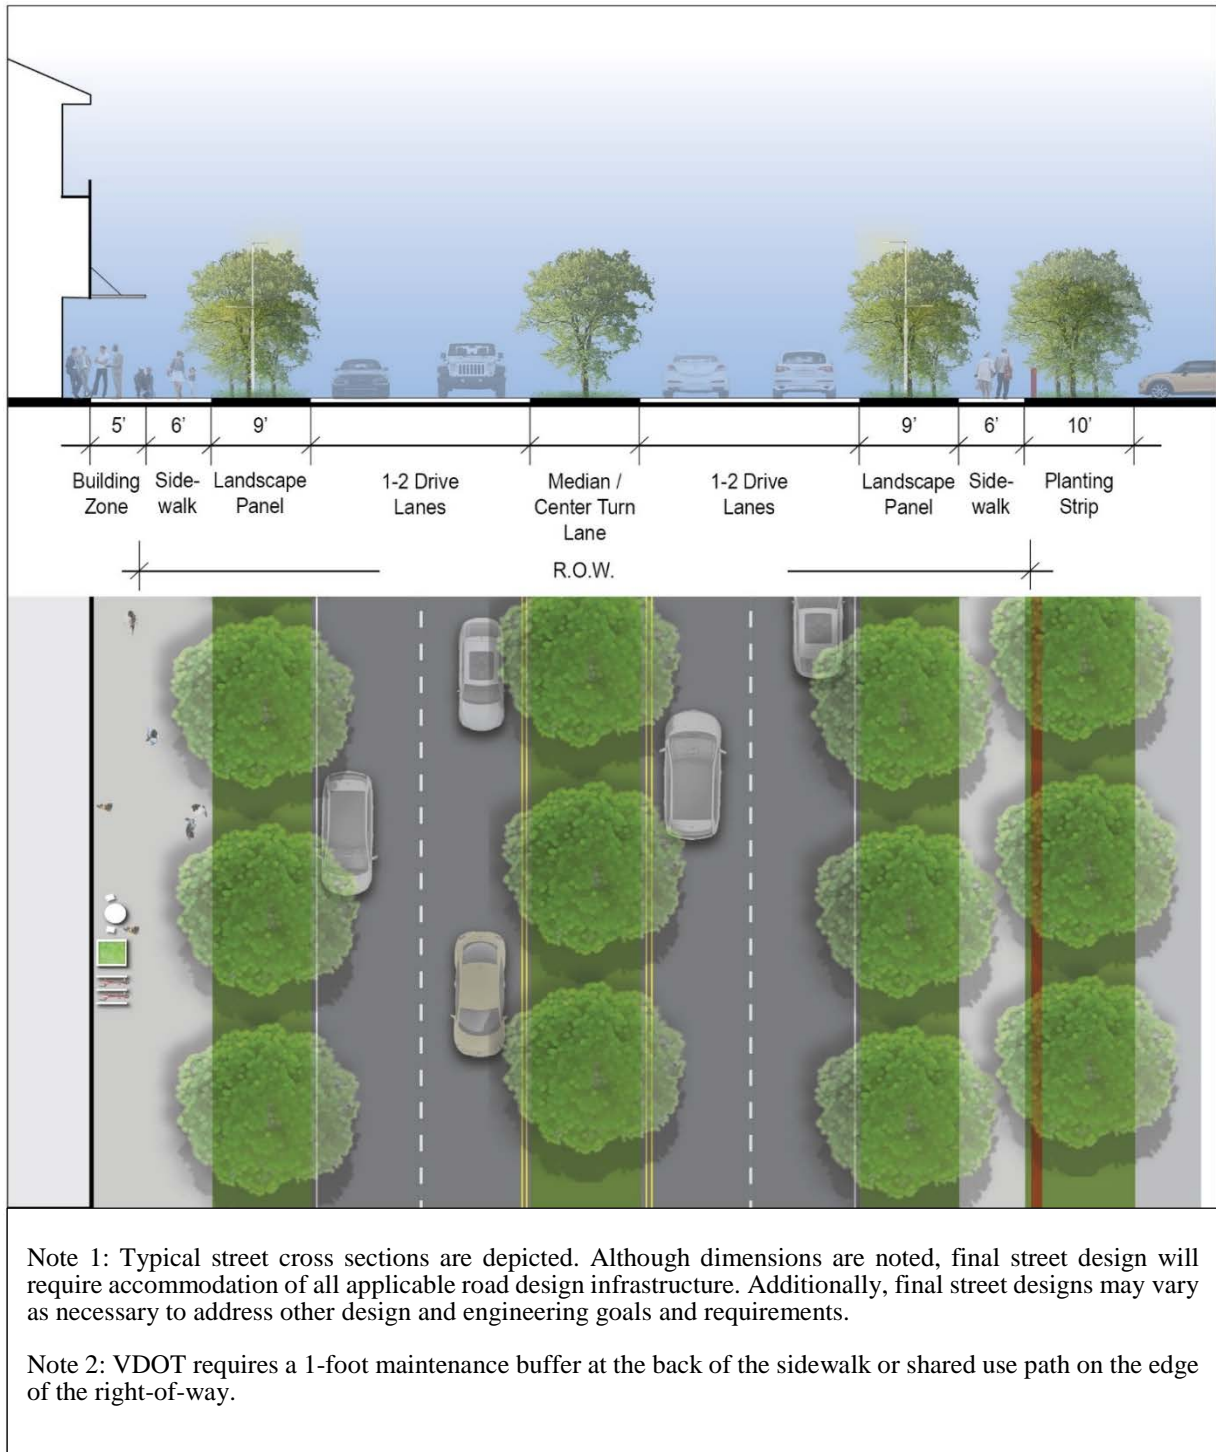 5’ 6’ 9’ 9’ 6’ 10’
Building Side- Landscape 1-2 Drive Median / 1-2 Drive Landscape Side- Planting
Zone walk Panel Lanes Center Turn Lanes Panel walk Strip
Lane
R.O.W.
Note 1: Typical street cross sections are depicted. Although dimensions are noted, final street design will
require accommodation of all applicable road design infrastructure. Additionally, final street designs may vary
as necessary to address other design and engineering goals and requirements.
Note 2: VDOT requires a 1-foot maintenance buffer at the back of the sidewalk or shared use path on the edge
of the right-of-way.